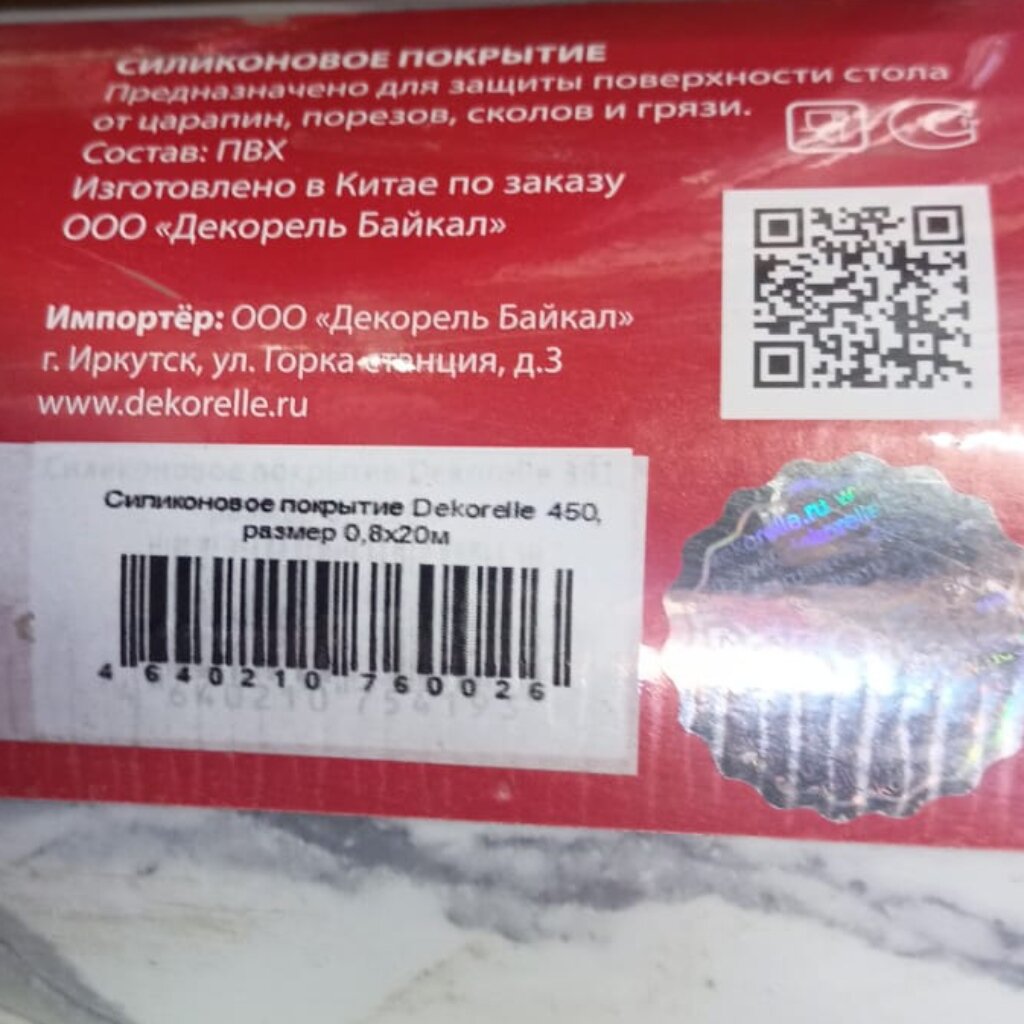 СИЛИКОНОВОЕ ПОКРЫТИЕ
Предназначено для защиты поверхности стола
от царапин, порезов, сколов и грязи.
Состав: ПВХ
Изготовлено в Китае по заказу
ООО «Декорель Байкал»
Импортёр: ООО «Декорель Байкал»
г. Иркутск, ул. Горка станция, д.3
www.dekorelle.ru
Силиконовое покрытие Dekorelle 450,
размер 0,8х20м
4 640210 760026